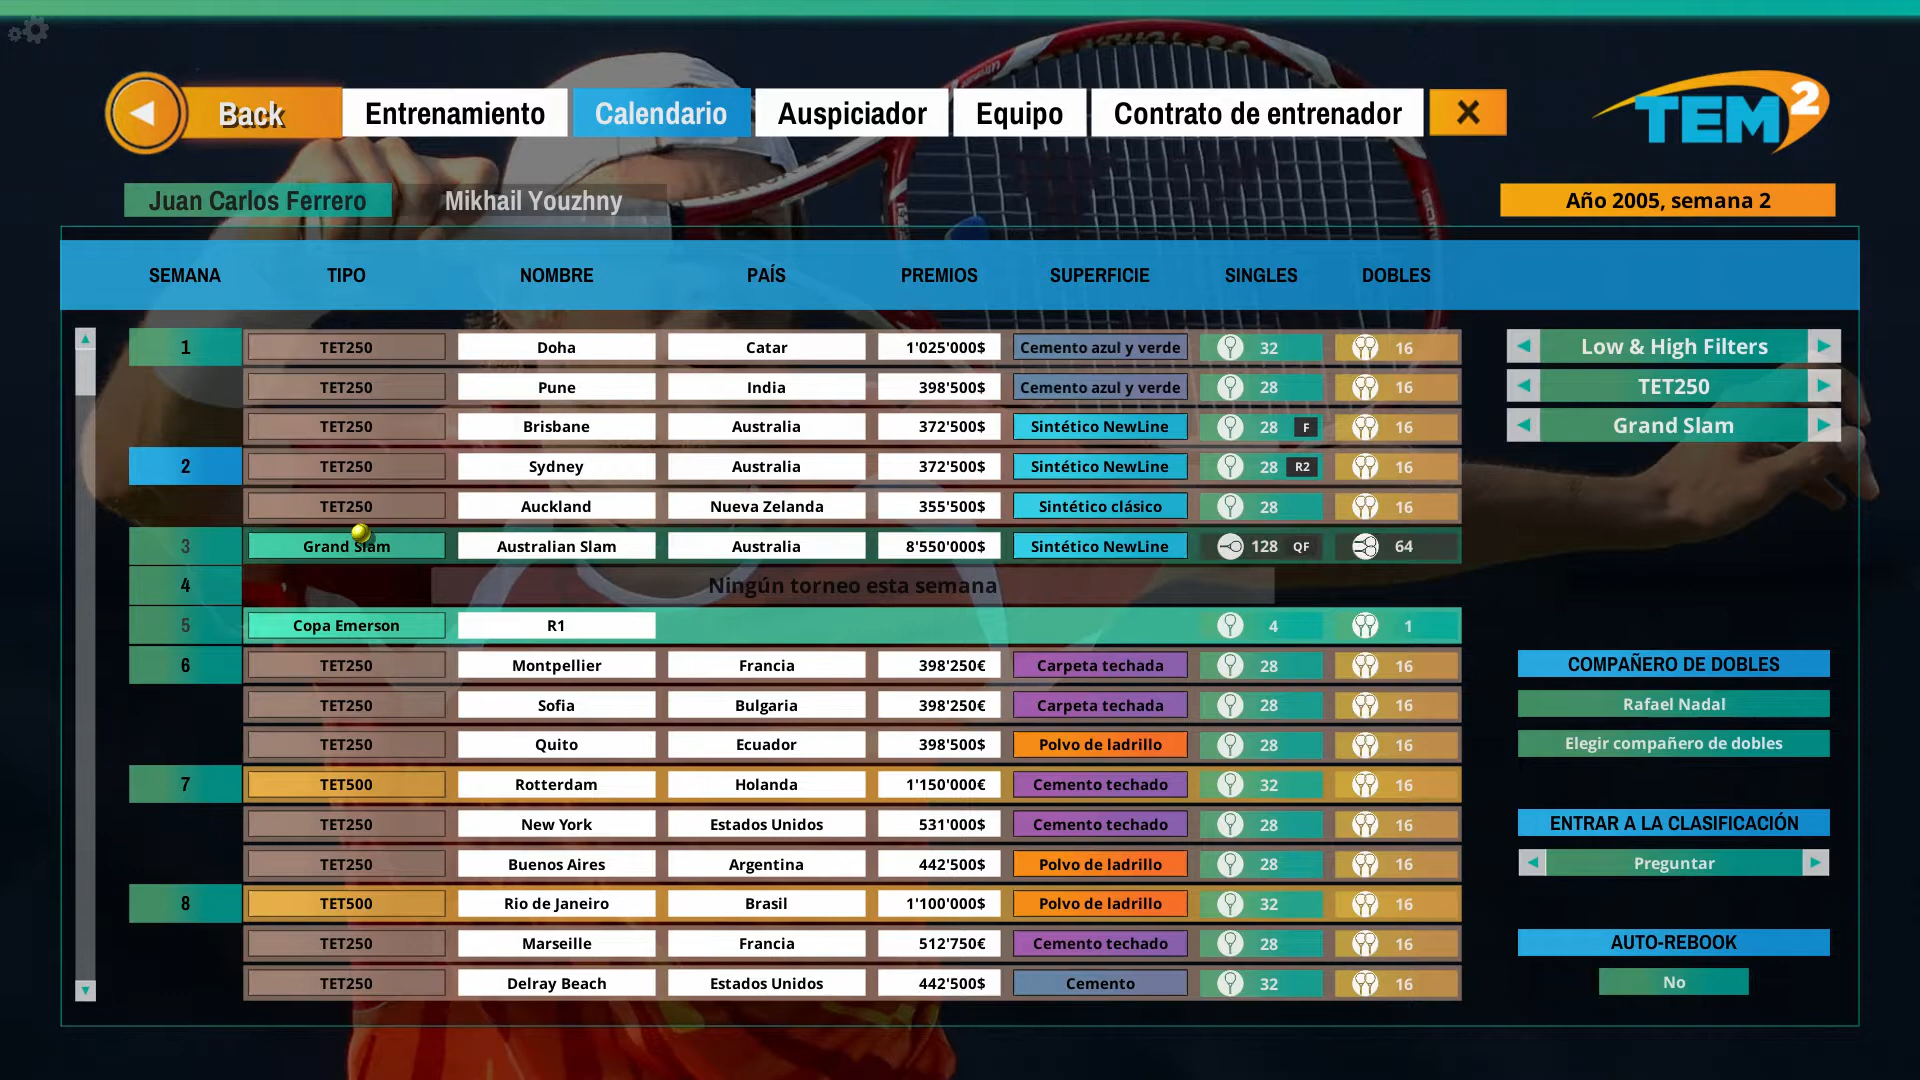 Back
Entrenamiento
Calendario
Auspiciador
Equipo
Contrato de entrenador
X
TEM2
Juan Carlos Ferrero
Mikhail Youzhny
Año 2005, semana 2
SEMANA TIPO NOMBRE PAÍS PREMIOS SUPERFICIE SINGLES DOBLES
1 TET250 Doha Catar 1'025'000$ Cemento azul y verde 32 16
TET250 Pune India 398'500$ Cemento azul y verde 28 16
TET250 Brisbane Australia 372'500$ Sintético NewLine 28 F 16
2 TET250 Sydney Australia 372'500$ Sintético NewLine 28 R2 16
TET250 Auckland Nueva Zelanda 355'500$ Sintético clásico 28 16
3 Grand Slam Australian Slam Australia 8'550'000$ Sintético NewLine 128 QF 64
4 Ningún torneo esta semana
5 Copa Emerson R1 4 1
6 TET250 Montpellier Francia 398'250€ Carpeta techada 28 16
TET250 Sofia Bulgaria 398'250€ Carpeta techada 28 16
TET250 Quito Ecuador 398'500$ Polvo de ladrillo 28 16
7 TET500 Rotterdam Holanda 1'150'000€ Cemento techado 32 16
TET250 New York Estados Unidos 531'000$ Cemento techado 28 16
TET250 Buenos Aires Argentina 442'500$ Polvo de ladrillo 28 16
8 TET500 Rio de Janeiro Brasil 1'100'000$ Polvo de ladrillo 32 16
TET250 Marseille Francia 512'750€ Cemento techado 28 16
TET250 Delray Beach Estados Unidos 442'500$ Cemento 32 16
Low & High Filters
TET250
Grand Slam
COMPAÑERO DE DOBLES
Rafael Nadal
Elegir compañero de dobles
ENTRAR A LA CLASIFICACIÓN
Preguntar
AUTO-REBOOK
No